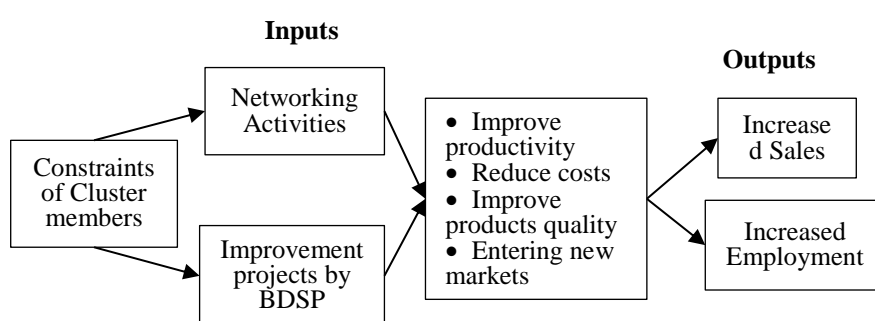 Inputs
Outputs
Networking
Activities
Constraints
of Cluster
members
Improvement
projects by
BDSP
• Improve
productivity
• Reduce costs
• Improve
products quality
• Entering new
markets
Increase
d Sales
Increased
Employment